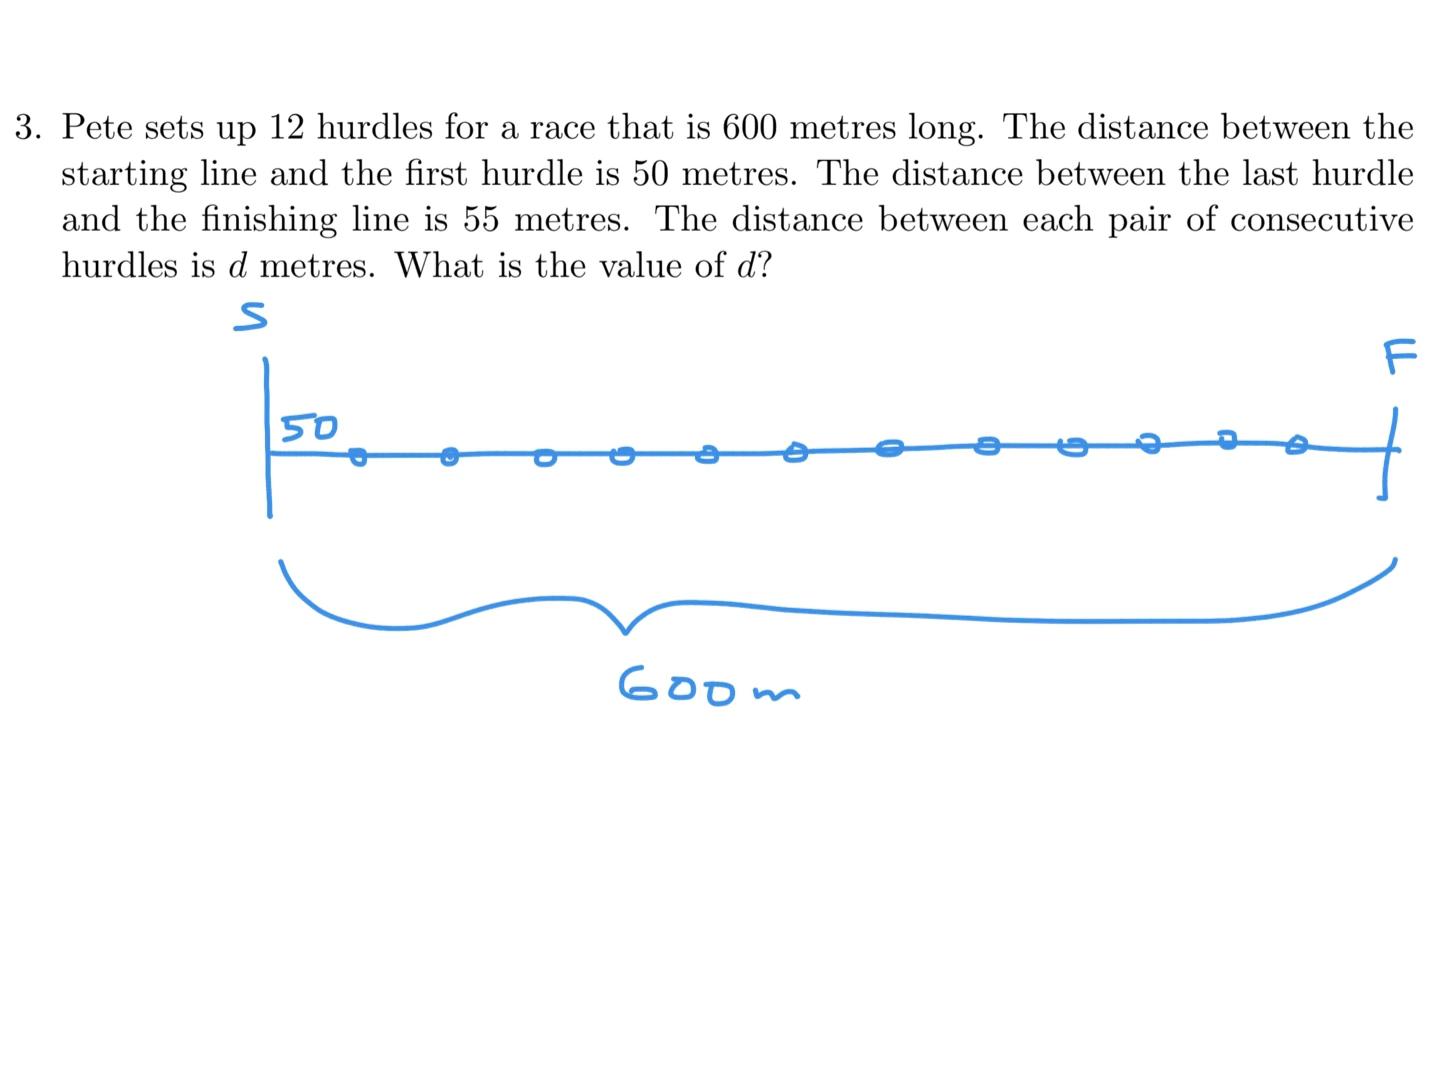 3. Pete sets up 12 hurdles for a race that is 600 metres long. The distance between the
starting line and the first hurdle is 50 metres. The distance between the last hurdle
and the finishing line is 55 metres. The distance between each pair of consecutive
hurdles is d metres. What is the value of d?
S
F
50
600 m